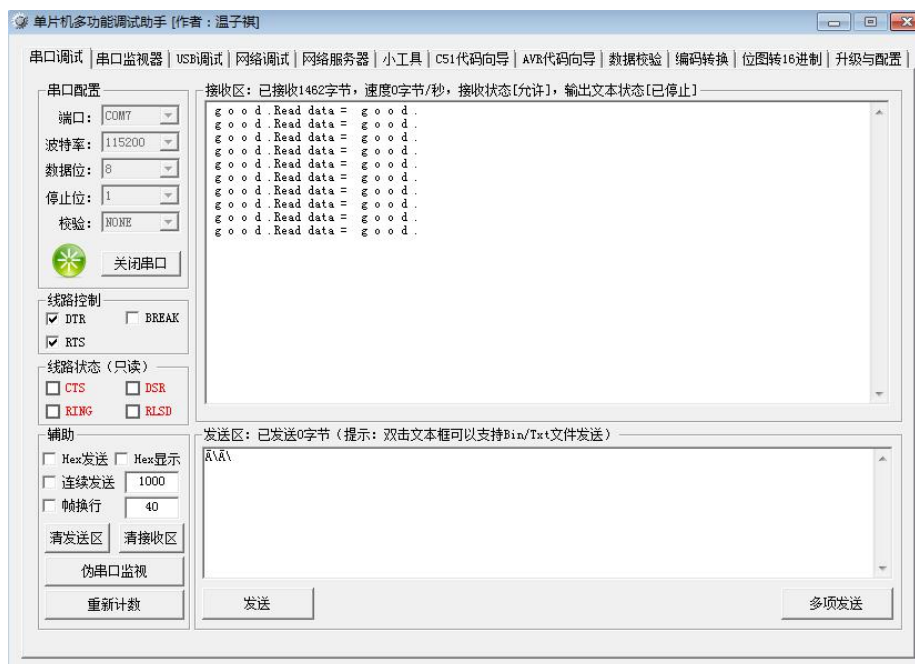 单片机多功能调试助手 [作者：温子祺]
串口调试 串口监视器 USB调试 网络调试 网络服务器 小工具 C51代码向导 AVR代码向导 数据校验 编码转换 位图转16进制 升级与配置
串口配置
端口： COM7
波特率： 115200
数据位： 8
停止位： 1
校验： NONE
关闭串口
线路控制
DTR BREAK
RTS
线路状态（只读）
CTS DSR
RING RLSD
辅助
Hex发送 Hex显示
连续发送 1000
帧换行 40
清发送区 清接收区
伪串口监视
重新计数
接收区：已接收1462字节，速度0字节/秒，接收状态[允许]，输出文本状态[已停止]
g o o d .Read data = g o o d .
g o o d .Read data = g o o d .
g o o d .Read data = g o o d .
g o o d .Read data = g o o d .
g o o d .Read data = g o o d .
g o o d .Read data = g o o d .
g o o d .Read data = g o o d .
g o o d .Read data = g o o d .
g o o d .Read data = g o o d .
g o o d .Read data = g o o d .
发送区：已发送0字节（提示：双击文本框可以支持Bin/Txt文件发送）
发送 多项发送